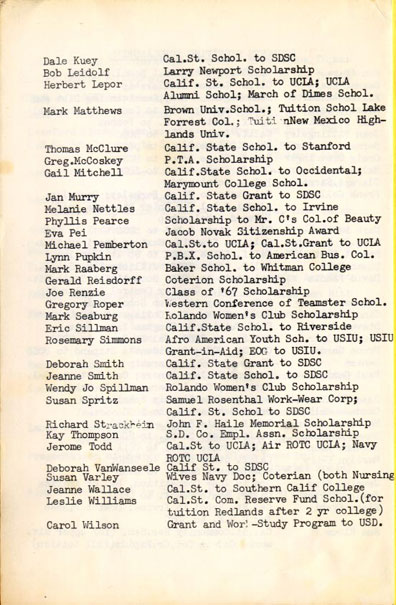 Dale Kuey Cal.St. Schol. to SDSC
Bob Leidolf Larry Newport Scholarship
Herbert Lepor Calif. St. Schol. to UCLA; UCLA
Alumni Schol; March of Dimes Schol.
Mark Matthews Brown Univ.Schol.; Tuition Schol Lake
Forrest Col.; New Mexico High-
lands Univ.
Thomas McClure Calif. State Schol. to Stanford
Greg.McCoskey P.T.A. Scholarship
Gail Mitchell Calif.State Schol. to Occidental;
Marymount College Schol.
Jan Murry Calif. State Grant to SDSC
Melanie Nettles Calif. State Schol. to Irvine
Phyllis Pearce Scholarship to Mr. C's Col.of Beauty
Eva Pei Jacob Novak Sitizenship Award
Michael Pemberton Cal.St.to UCLA; Cal.St.Grant to UCLA
Lynn Pupkin P.B.X. Schol. to American Bus. Col.
Mark Raaberg Baker Schol. to Whitman College
Gerald Reisdorff Coterion Scholarship
Joe Renzie Class of '67 Scholarship
Gregory Roper Western Conference of Teamster Schol.
Mark Seaburg Rolando Women's Club Scholarship
Eric Sillman Calif.State Schol. to Riverside
Rosemary Simmons Afro American Youth Sch. to USIU; USIU
Grant-in-Aid; EOG to USIU.
Deborah Smith Calif. State Grant to SDSC
Jeanne Smith Calif. State Schol. to SDSC
Wendy Jo Spillman Rolando Women's Club Scholarship
Susan Spritz Samuel Rosenthal Work-Wear Corp;
Calif. St. Schol to SDSC
Richard John F. Haile Memorial Scholarship
Kay Thompson S.D. Co. Empl. Assn. Scholarship
Jerome Todd Cal.St to UCLA; Air ROTC UCLA; Navy
ROTC UCLA
Deborah VanWanseele Calif St. to SDSC
Susan Varley Wives Navy Doc; Coterian (both Nursing
Jeanne Wallace Cal.St. to Southern Calif College
Leslie Williams Cal.St. Com. Reserve Fund Schol.(for
tuition Redlands after 2 yr college)
Carol Wilson Grant and Work-Study Program to USD.